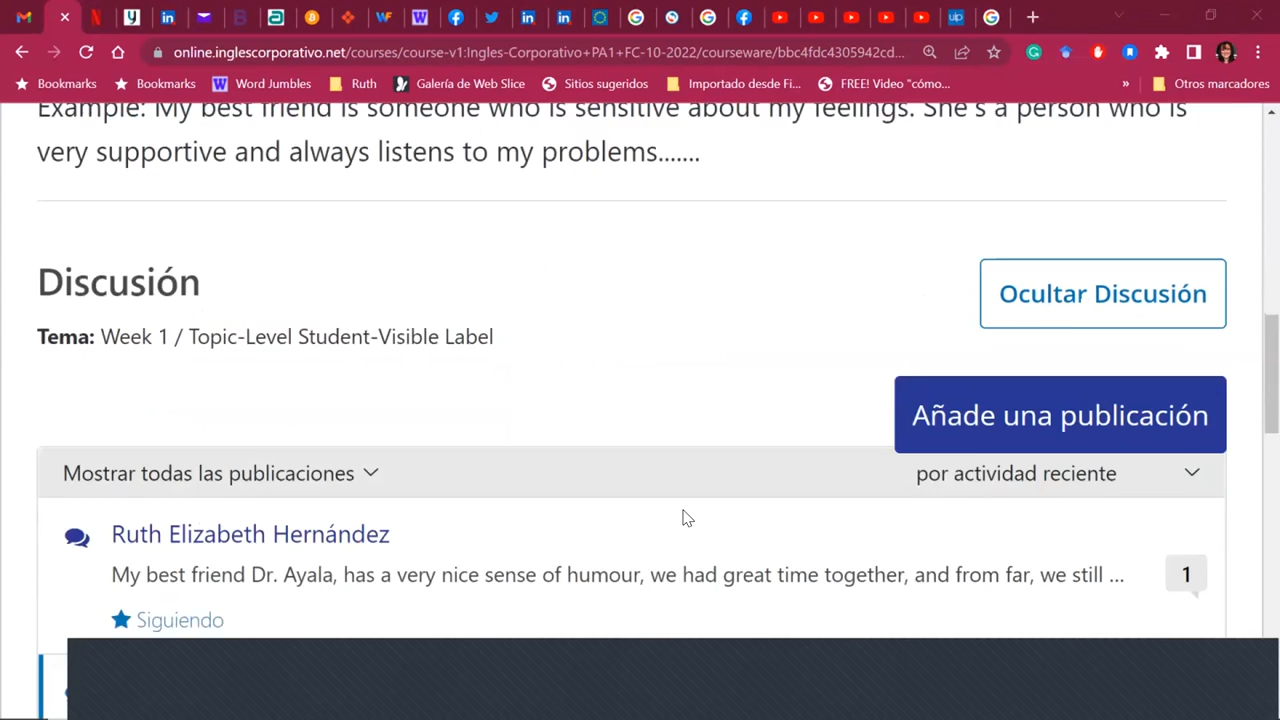 online.inglescorporativo.net/courses/course-v1:Ingles-Corporativo+PA1+FC-10-2022/courseware/bbc4fdc4305942cd...
Bookmarks Bookmarks Word Jumbles Ruth Galería de Web Slice Sitios sugeridos Importado desde Fi... FREE! Video "cómo... » Otros marcadores
Example: My best friend is someone who is sensitive about my feelings. She's a person who is
very supportive and always listens to my problems.......
Discusión
Ocultar Discusión
Tema: Week 1 / Topic-Level Student-Visible Label
Añade una publicación
Mostrar todas las publicaciones por actividad reciente
Ruth Elizabeth Hernández
My best friend Dr. Ayala, has a very nice sense of humour, we had great time together, and from far, we still ...
1
Siguiendo